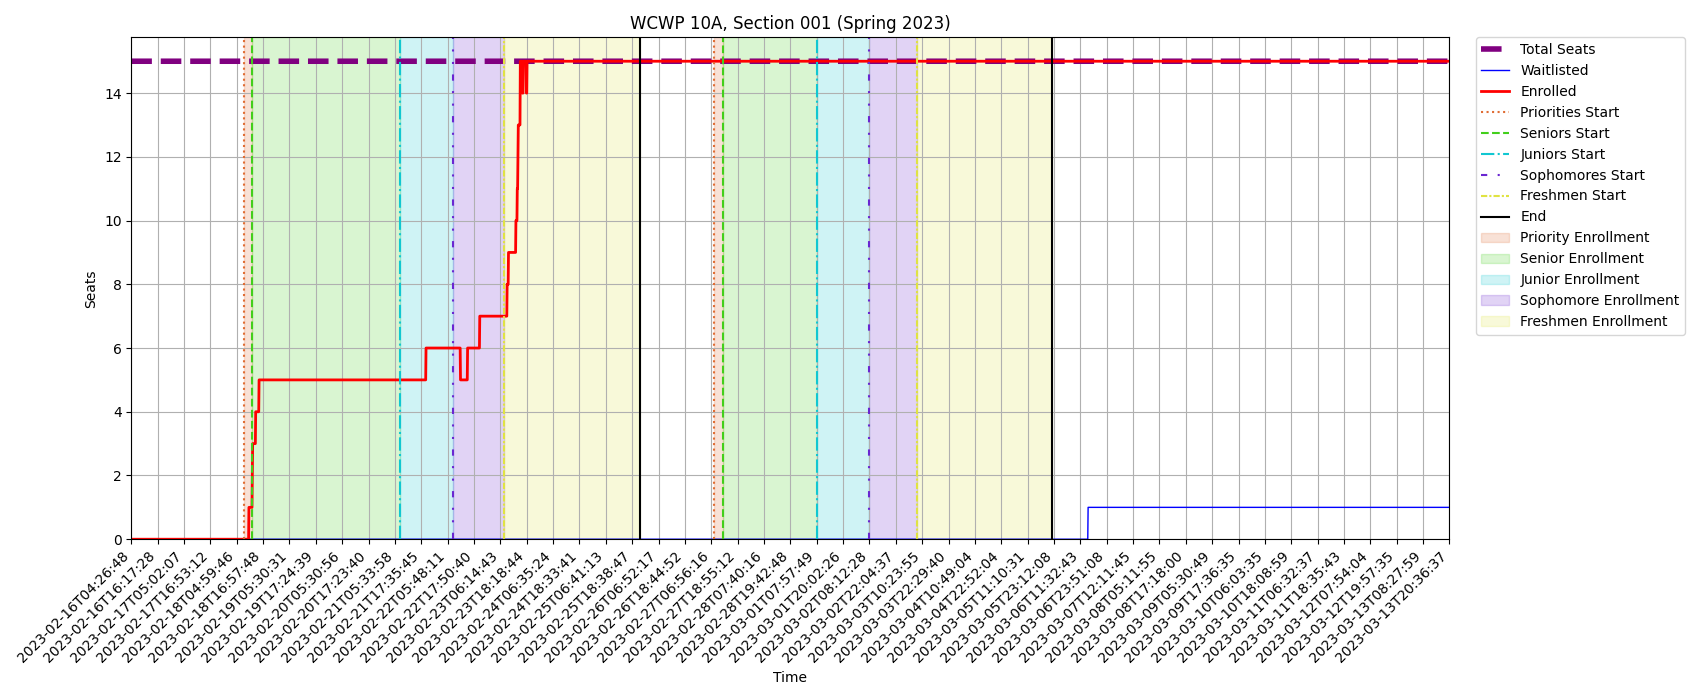 WCWP 10A, Section 001 (Spring 2023)
Seats
14
12
10
8
6
4
2
0
2023-02-16T04:26:48
2023-02-16T16:17:28
2023-02-17T05:02:07
2023-02-17T16:53:12
2023-02-18T04:59:46
2023-02-18T16:57:48
2023-02-19T05:30:31
2023-02-19T17:24:39
2023-02-20T05:30:56
2023-02-20T17:23:40
2023-02-21T05:33:58
2023-02-21T17:35:45
2023-02-22T05:48:11
2023-02-22T17:50:40
2023-02-23T06:14:43
2023-02-23T18:18:44
2023-02-24T06:35:24
2023-02-24T18:33:41
2023-02-25T06:41:13
2023-02-25T18:38:47
2023-02-26T06:52:17
2023-02-26T18:44:52
2023-02-27T06:56:16
2023-02-27T18:55:12
2023-02-28T07:40:16
2023-02-28T19:42:48
2023-03-01T07:57:49
2023-03-01T20:02:26
2023-03-02T08:12:28
2023-03-02T22:04:37
2023-03-03T10:23:55
2023-03-03T22:29:40
2023-03-04T10:49:04
2023-03-04T22:52:04
2023-03-05T11:10:31
2023-03-05T23:12:08
2023-03-06T11:32:43
2023-03-06T23:51:08
2023-03-07T12:11:45
2023-03-08T05:11:55
2023-03-08T17:18:00
2023-03-09T05:30:49
2023-03-09T17:36:35
2023-03-10T06:03:35
2023-03-10T18:08:59
2023-03-11T06:32:37
2023-03-11T18:35:43
2023-03-12T07:54:04
2023-03-12T19:57:35
2023-03-13T08:27:59
2023-03-13T20:36:37
Time
Total Seats
Waitlisted
Enrolled
Priorities Start
Seniors Start
Juniors Start
Sophomores Start
Freshmen Start
End
Priority Enrollment
Senior Enrollment
Junior Enrollment
Sophomore Enrollment
Freshmen Enrollment